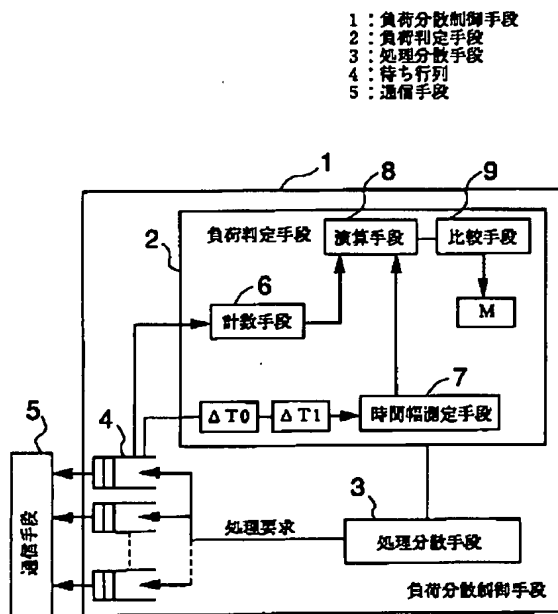 1:負荷分散制御手段
2:負荷判定手段
3:処理分散手段
4:待ち行列
5:通信手段
1
8
9
2
負荷判定手段
演算手段
比較手段
6
計数手段
M
7
5
4
ΔT0
ΔT1
時間幅測定手段
通信手段
処理要求
3
処理分散手段
負荷分散制御手段